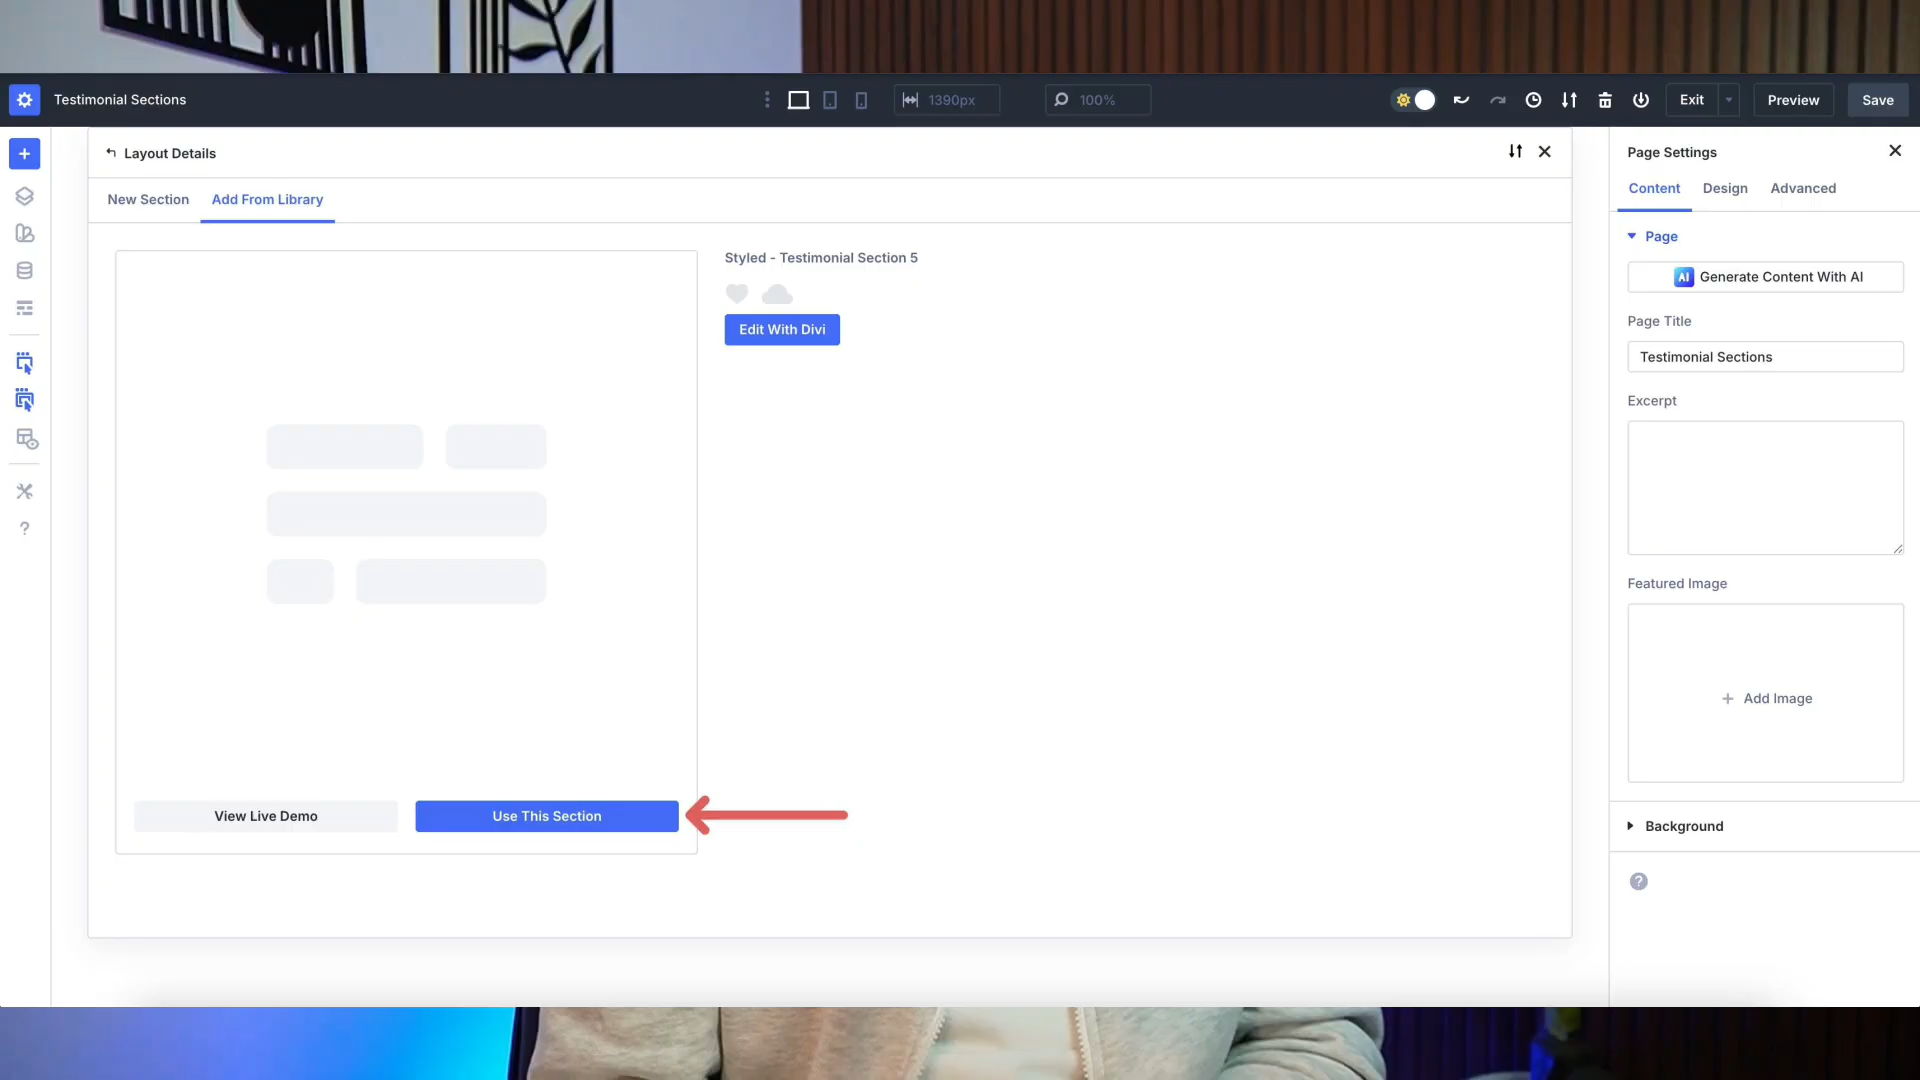 Testimonial Sections
1390px
100%
Exit
Preview
Save
Layout Details
New Section
Add From Library
Styled - Testimonial Section 5
Edit With Divi
View Live Demo
Use This Section
Page Settings
Content
Design
Advanced
Page
AI Generate Content With AI
Page Title
Testimonial Sections
Excerpt
Featured Image
+ Add Image
Background
?
?